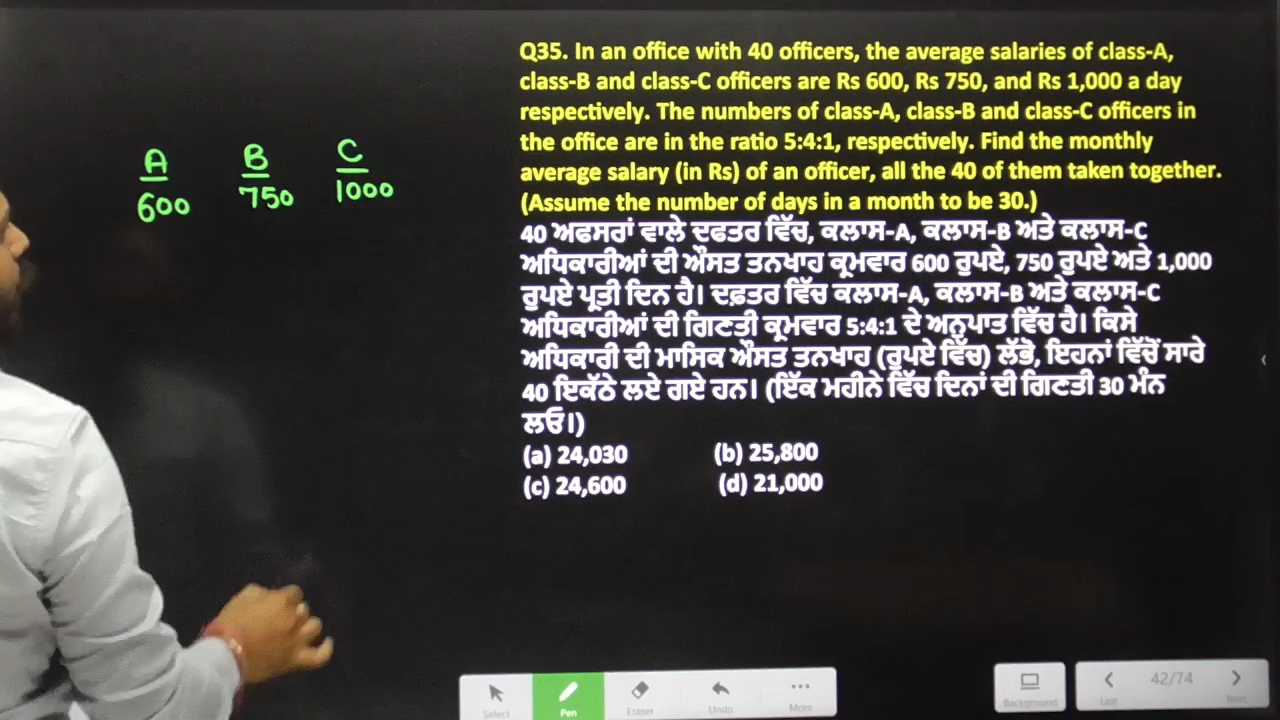 Q35. In an office with 40 officers, the average salaries of class-A,
class-B and class-C officers are Rs 600, Rs 750, and Rs 1,000 a day
respectively. The numbers of class-A, class-B and class-C officers in
the office are in the ratio 5:4:1, respectively. Find the monthly
average salary (in Rs) of an officer, all the 40 of them taken together.
(Assume the number of days in a month to be 30.)
40 ਅਫਸਰਾਂ ਵਾਲੇ ਦਫਤਰ ਵਿੱਚ, ਕਲਾਸ-A, ਕਲਾਸ-B ਅਤੇ ਕਲਾਸ-C
ਅਧਿਕਾਰੀਆਂ ਦੀ ਔਸਤ ਤਨਖਾਹ ਕ੍ਰਮਵਾਰ 600 ਰੁਪਏ, 750 ਰੁਪਏ ਅਤੇ 1,000
ਰੁਪਏ ਪ੍ਰਤੀ ਦਿਨ ਹੈ। ਦਫ਼ਤਰ ਵਿੱਚ ਕਲਾਸ-A, ਕਲਾਸ-B ਅਤੇ ਕਲਾਸ-C
ਅਧਿਕਾਰੀਆਂ ਦੀ ਗਿਣਤੀ ਕ੍ਰਮਵਾਰ 5:4:1 ਦੇ ਅਨੁਪਾਤ ਵਿੱਚ ਹੈ। ਕਿਸੇ
ਅਧਿਕਾਰੀ ਦੀ ਮਾਸਿਕ ਔਸਤ ਤਨਖਾਹ (ਰੁਪਏ ਵਿੱਚ) ਲੱਭੋ, ਇਹਨਾਂ ਵਿੱਚੋਂ ਸਾਰੇ
40 ਇਕੱਠੇ ਲਏ ਗਏ ਹਨ। (ਇੱਕ ਮਹੀਨੇ ਵਿੱਚ ਦਿਨਾਂ ਦੀ ਗਿਣਤੀ 30 ਮੰਨ
ਲਓ।)
(a) 24,030 (b) 25,800
(c) 24,600 (d) 21,000
A B C
600 750 1000
Select Pen Eraser Undo More Background Last 42/74 Next